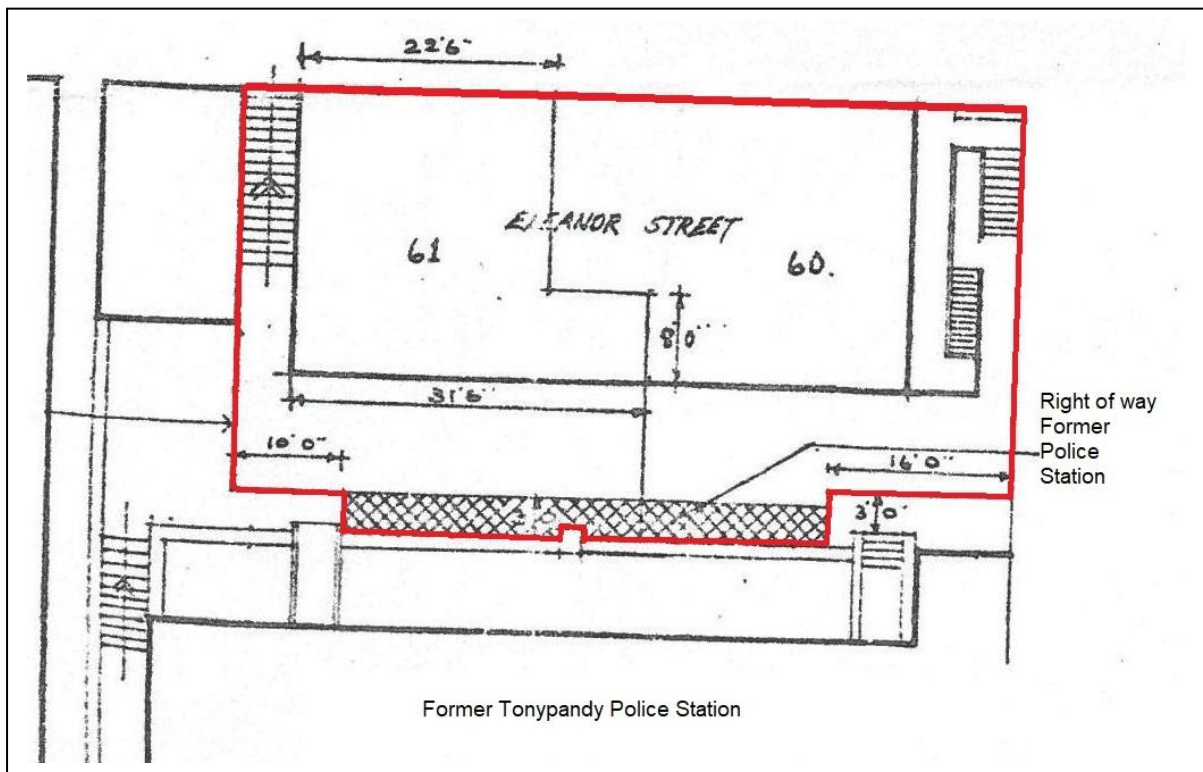 22'6"
ELEANOR STREET
61
60.
8'0"
31'6"
10'0"
16'0"
3'0"
Right of way
Former
Police
Station
Former Tonypandy Police Station